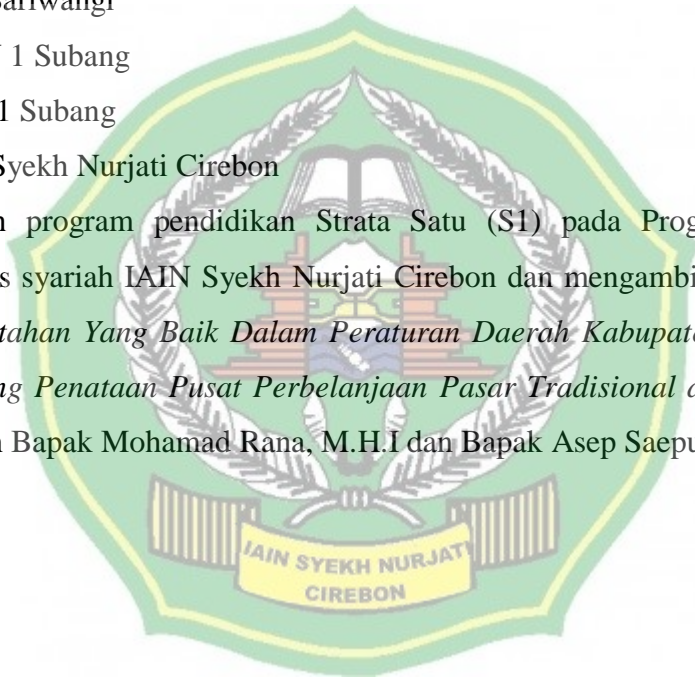 Sariwangi
1 Subang
1 Subang
Syekh Nurjati Cirebon
program pendidikan Strata Satu (S1) pada Prog
s syariah IAIN Syekh Nurjati Cirebon dan mengambi
tahan Yang Baik Dalam Peraturan Daerah Kabupat
ng Penataan Pusat Perbelanjaan Pasar Tradisional
Bapak Mohamad Rana, M.H.I dan Bapak Asep Saepu
IAIN SYEKH NURJATI
CIREBON